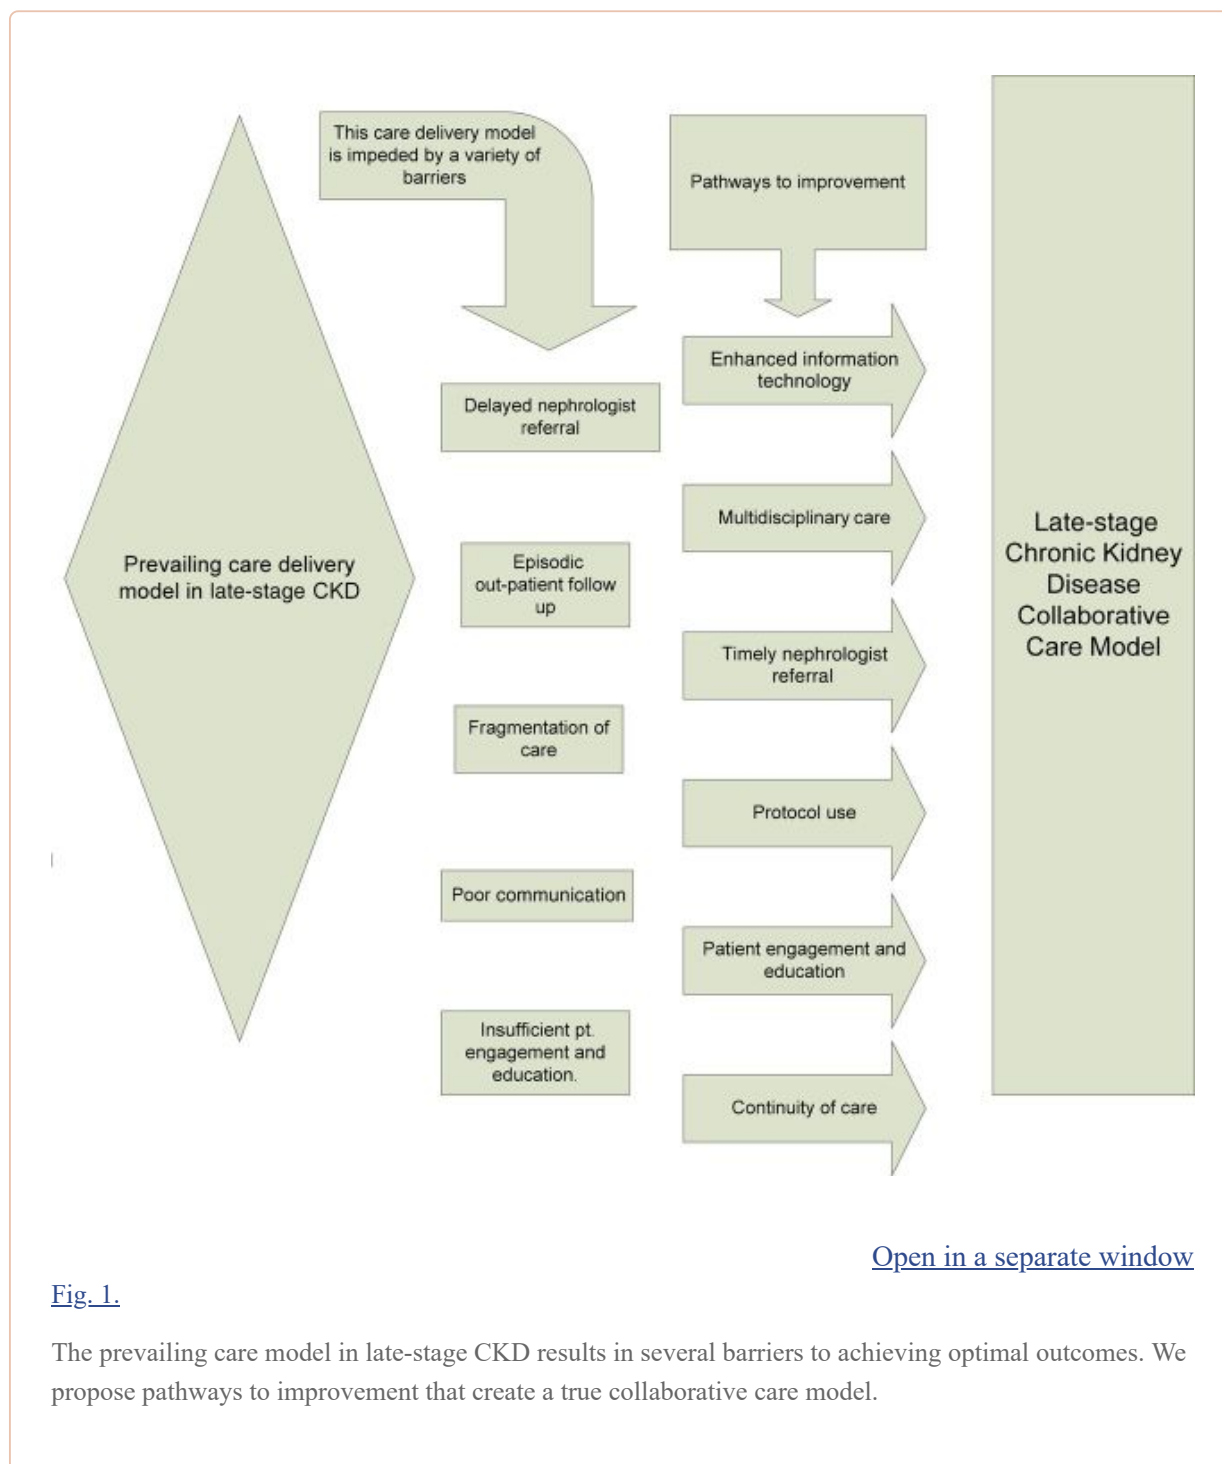 This care delivery model
is impeded by a variety of
barriers
Pathways to improvement
Enhanced information
technology
Delayed nephrologist
referral
Multidisciplinary care
Prevailing care delivery
model in late-stage CKD
Episodic
out-patient follow
up
Late-stage
Chronic Kidney
Disease
Collaborative
Care Model
Timely nephrologist
referral
Fragmentation of
care
Protocol use
Poor communication
Patient engagement and
education
Insufficient pt.
engagement and
education.
Continuity of care
Open in a separate window
Fig. 1.
The prevailing care model in late-stage CKD results in several barriers to achieving optimal outcomes. We
propose pathways to improvement that create a true collaborative care model.